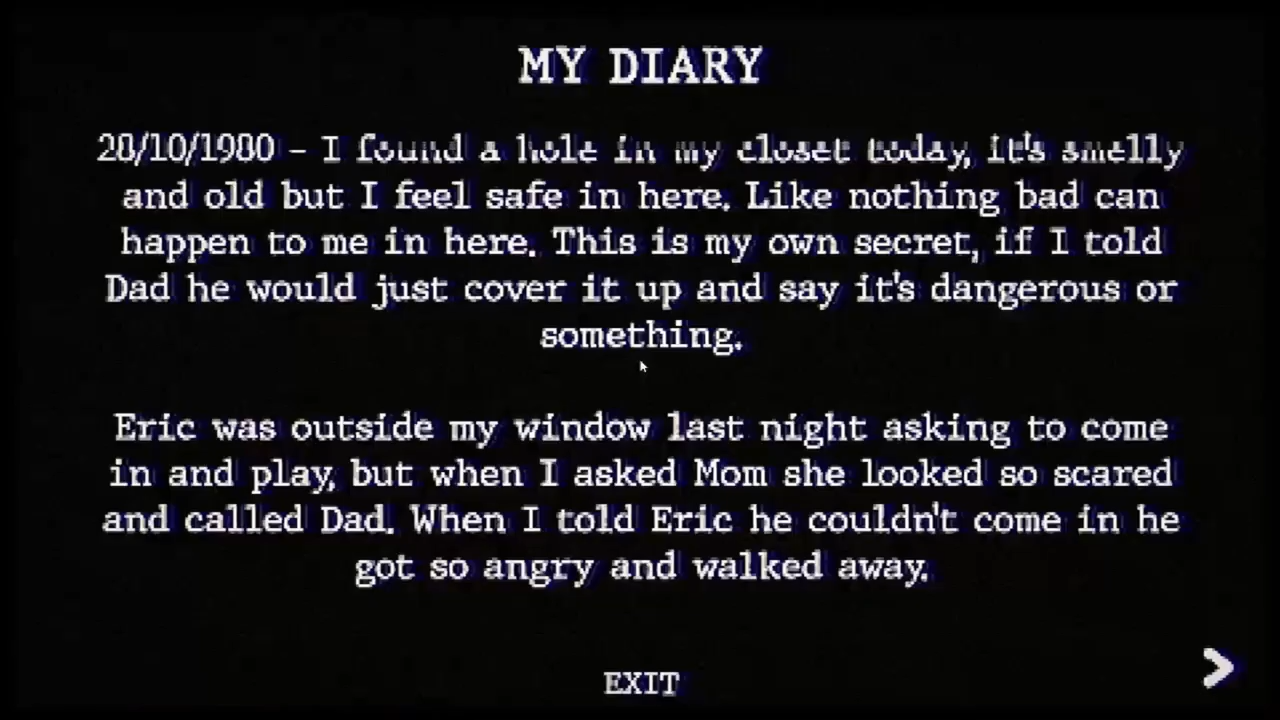 MY DIARY
28/10/1980 - I found a hole in my closet today, it's smelly
and old but I feel safe in here. Like nothing bad can
happen to me in here. This is my own secret, if I told
Dad he would just cover it up and say it's dangerous or
something.
Eric was outside my window last night asking to come
in and play, but when I asked Mom she looked so scared
and called Dad. When I told Eric he couldn't come in he
got so angry and walked away.
EXIT
>